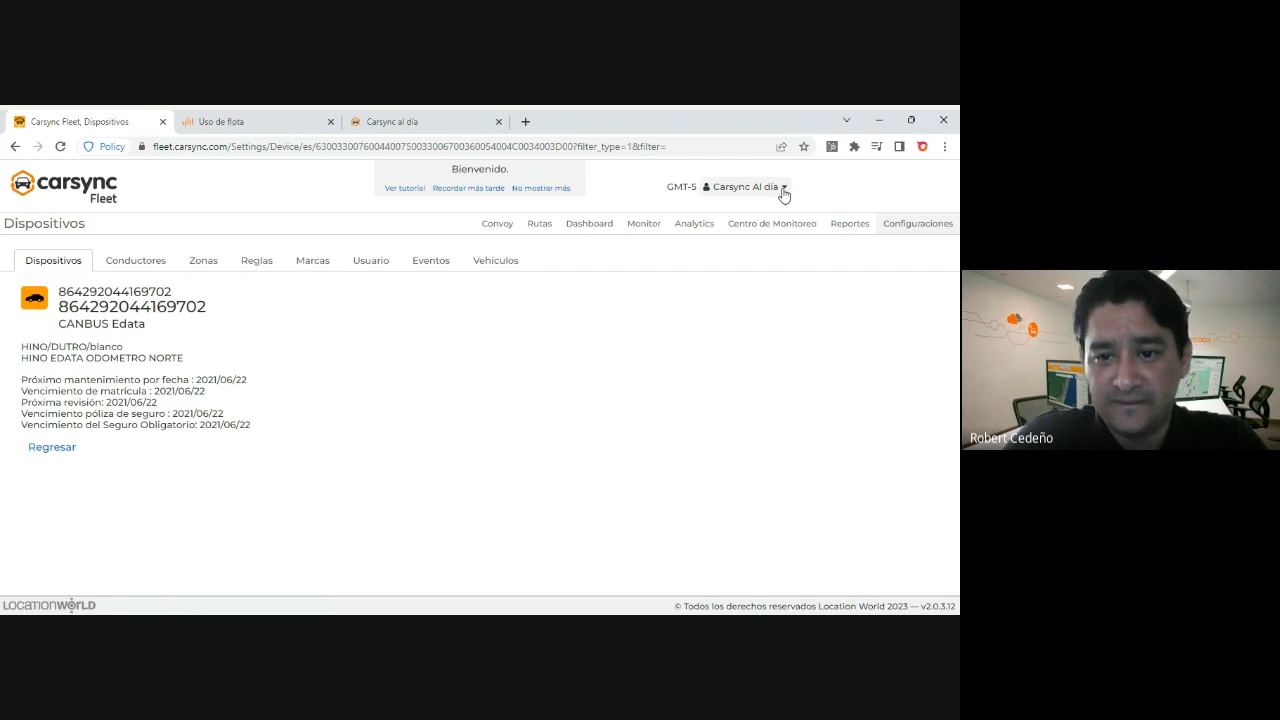 Carsync Fleet, Dispositivos
Uso de flota
Carsync al día
Policy
fleet.carsync.com/Settings/Device/es/630033007600440075003300670036005​4004C0034003D00?filter_type=1&filter=
carsync
Fleet
Bienvenido.
Ver tutorial Recordar más tarde No mostrar más
GMT-5 Carsync Al día
Dispositivos
Convoy Rutas Dashboard Monitor Analytics Centro de Monitoreo Reportes Configuraciones
Dispositivos Conductores Zonas Reglas Marcas Usuario Eventos Vehículos
864292044169702
864292044169702
CANBUS Edata
HINO/DUTRO/blanco
HINO EDATA ODOMETRO NORTE
Próximo mantenimiento por fecha : 2021/06/22
Vencimiento de matrícula : 2021/06/22
Próxima revisión: 2021/06/22
Vencimiento póliza de seguro : 2021/06/22
Vencimiento del Seguro Obligatorio: 2021/06/22
Regresar
LOCATIONWORLD
© Todos los derechos reservados Location World 2023 — v2.0.3.12
Robert Cedeño